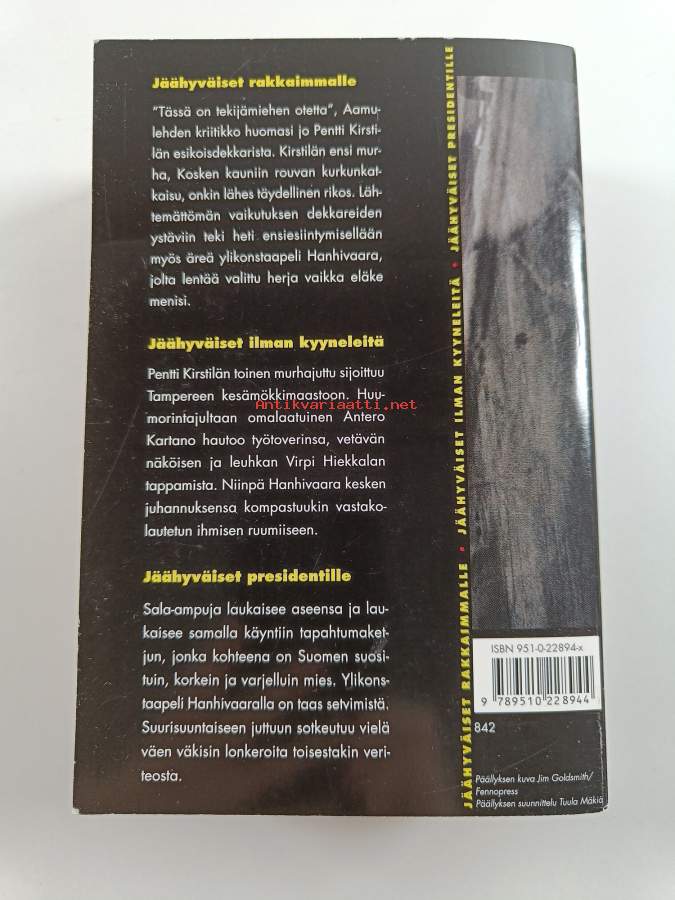 Jäähyväiset rakkaimmalle
"Tässä on tekijämiehen otetta", Aamu-
lehden kriitikko huomasi jo Pentti Kirsti-
län esikoisdekkarista. Kirstilän ensi mur-
ha, Kosken kauniin rouvan kurkunkat-
kaisu, onkin lähes täydellinen rikos. Läh-
temättömän vaikutuksen dekkareiden
ystäviin teki heti ensiesiintymisellään
myös äreä ylikonstaapeli Hanhivaara,
jolta lentää valittu herja vaikka eläke
menisi.
Jäähyväiset ilman kyyneleitä
Pentti Kirstilän toinen murhajuttu sijoittuu
Tampereen kesämökkimaastoon. Huu-
morintajultaan omalaatuinen Antero
Kartano hautoo työtoverinsa, vetävän
näköisen ja leuhkan Virpi Hiekkalan
tappamista. Niinpä Hanhivaara kesken
juhannuksensa kompastuukin vastako-
lautetun ihmisen ruumiiseen.
Jäähyväiset presidentille
Sala-ampuja laukaisee aseensa ja lau-
kaisee samalla käyntiin tapahtumaket-
jun, jonka kohteena on Suomen suosi-
tuin, korkein ja varjelluin mies. Ylikons-
taapeli Hanhivaaralla on taas selvimistä.
Suurisuuntaiseen juttuun sotkeutuu vielä
väen väkisin lonkeroita toisestakin veri-
teosta.
Antikvariaatti.net
JÄÄHYVÄISET RAKKAIMMALLE • JÄÄHYVÄISET ILMAN KYYNELEITÄ • JÄÄHYVÄISET PRESIDENTILLE
ISBN 951-0-22894-x
9 789510 228944
842
Päällyksen kuva Jim Goldsmith/
Fennopress
Päällyksen suunnittelu Tuula Mäkiä